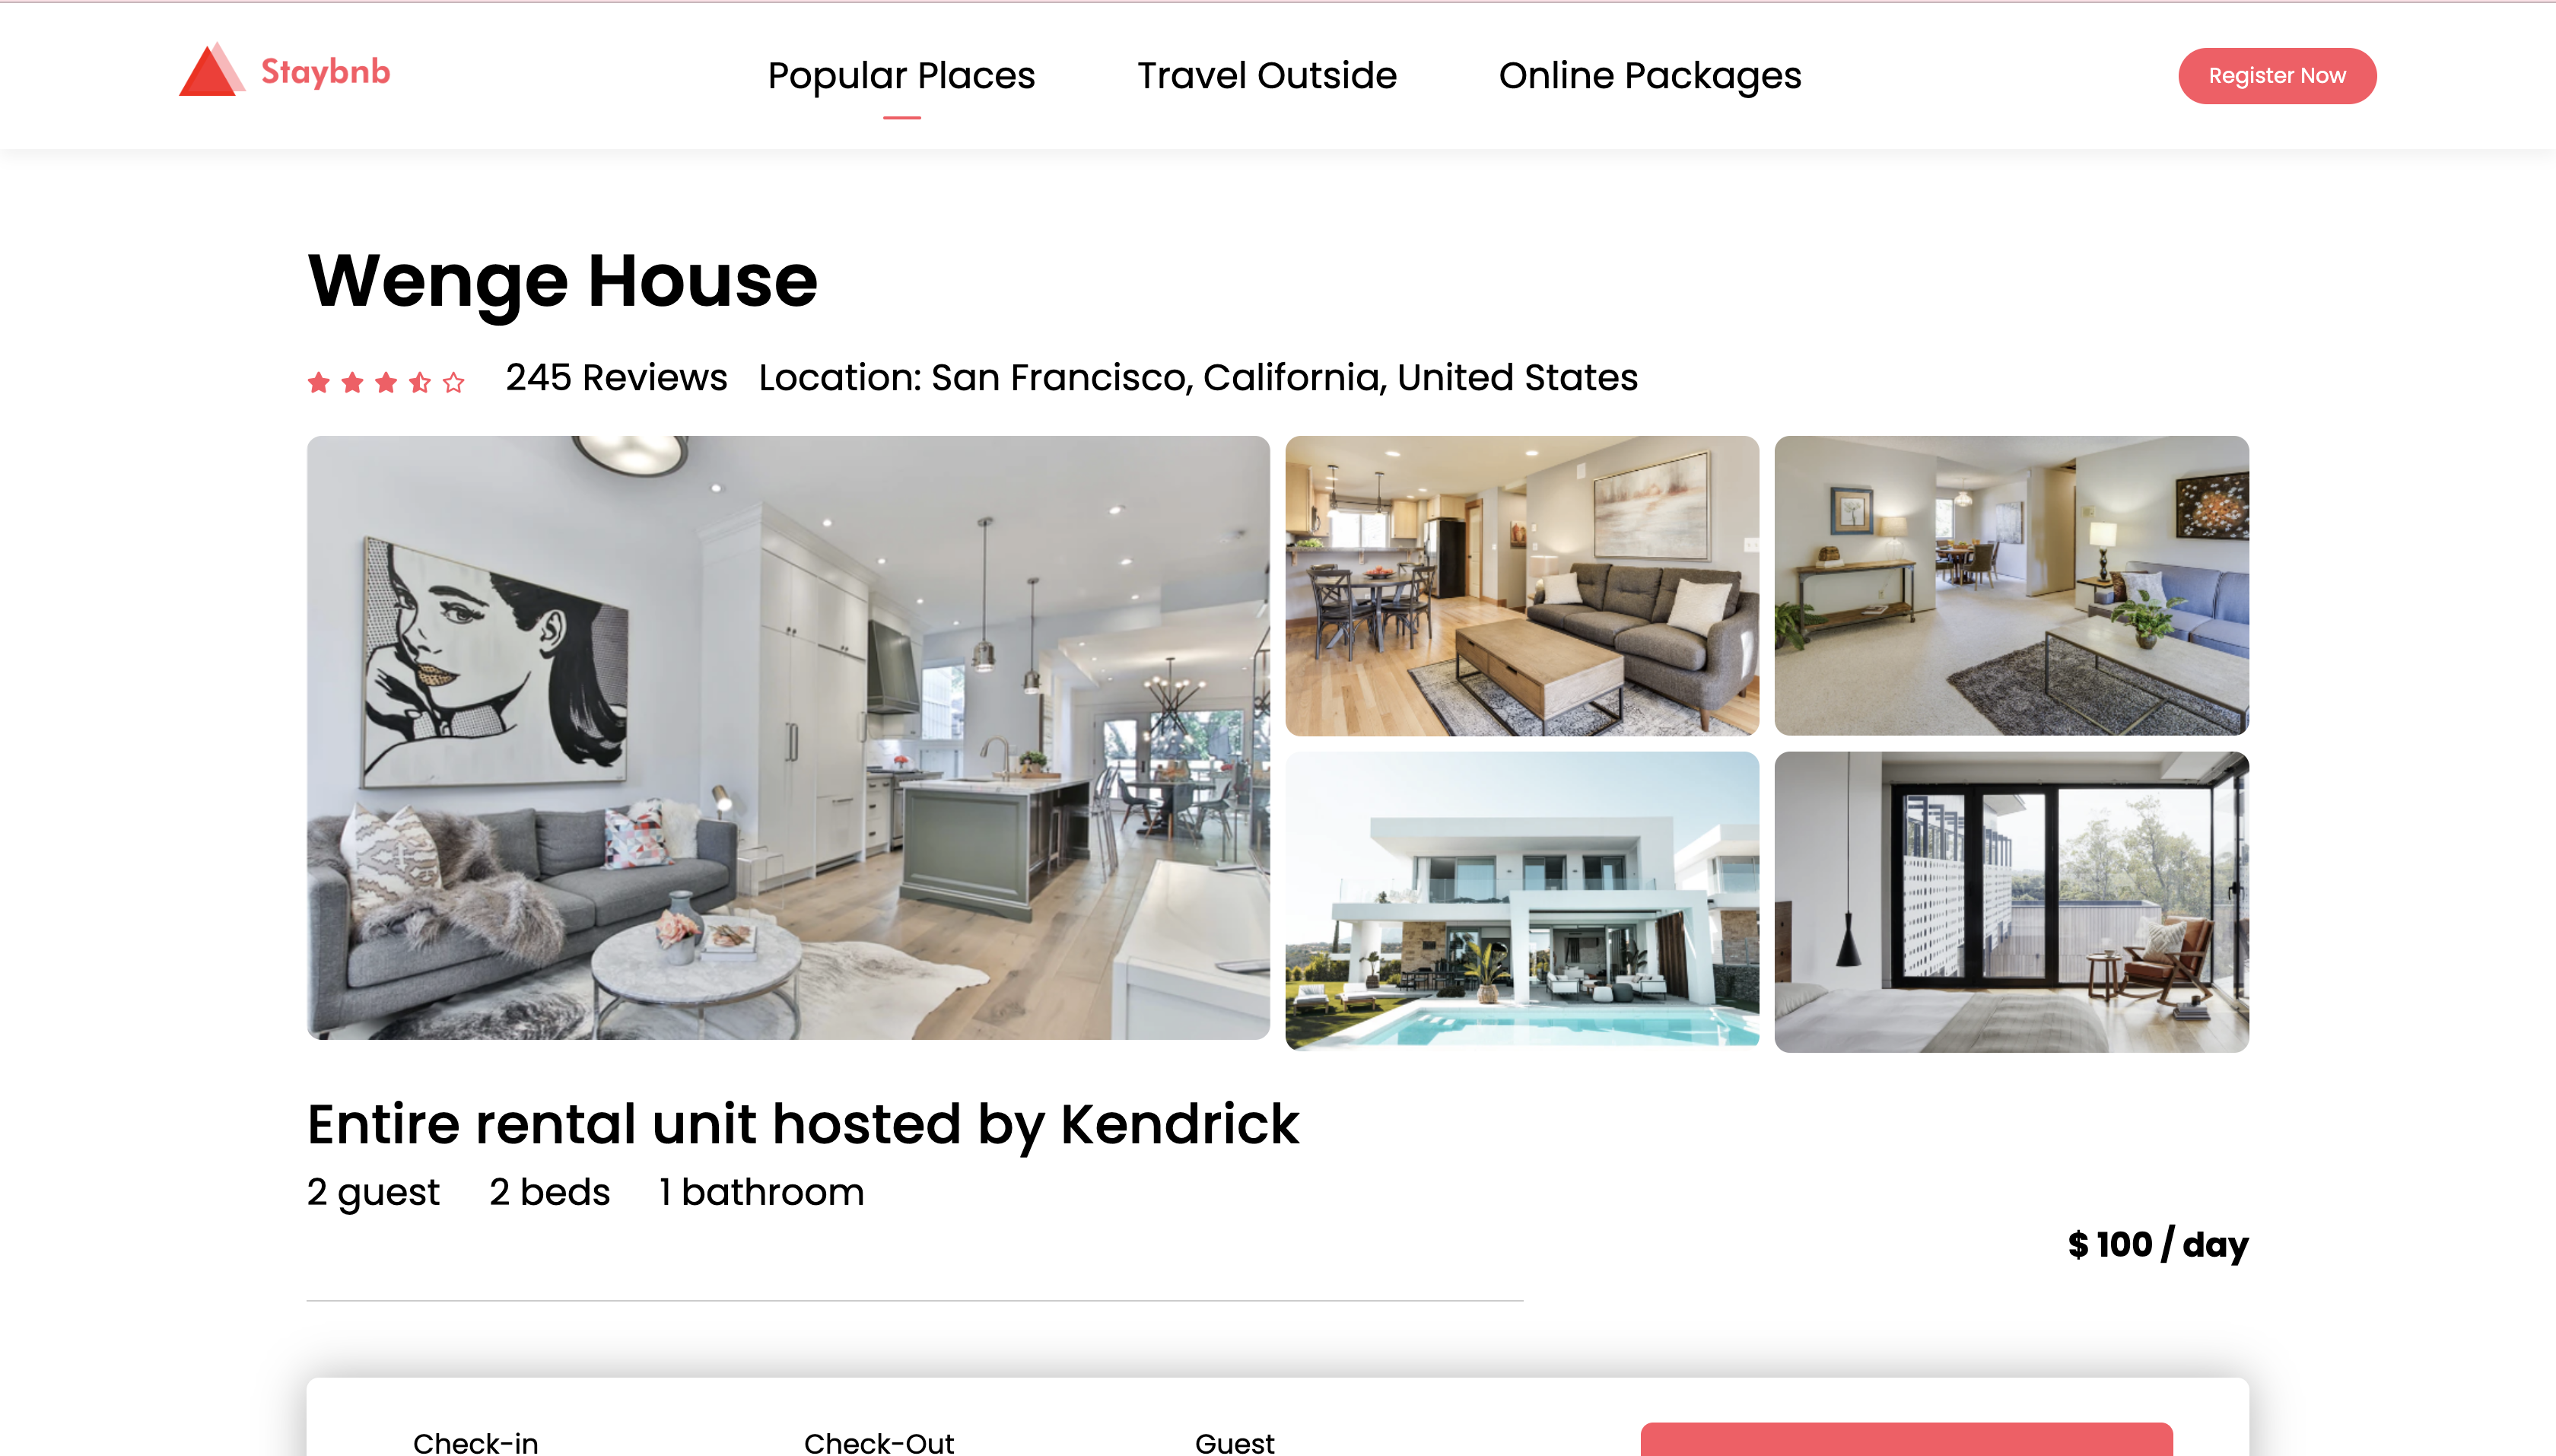 Staybnb
Popular Places
Travel Outside
Online Packages
Register Now
Wenge House
245 Reviews
Location: San Francisco, California, United States
Entire rental unit hosted by Kendrick
2 guest
2 beds
1 bathroom
$ 100 / day
Check-in
Check-Out
Guest